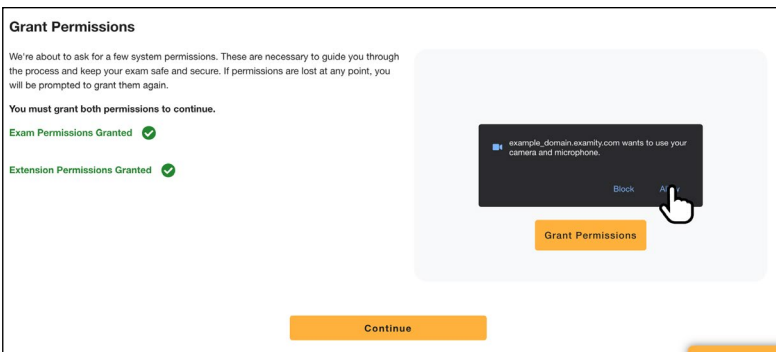 Grant Permissions
We're about to ask for a few system permissions. These are necessary to guide you through
the process and keep your exam safe and secure. If permissions are lost at any point, you
will be prompted to grant them again.
You must grant both permissions to continue.
Exam Permissions Granted
Extension Permissions Granted
example_domain.examity.com wants to use your
camera and microphone.
Block
Grant Permissions
Continue